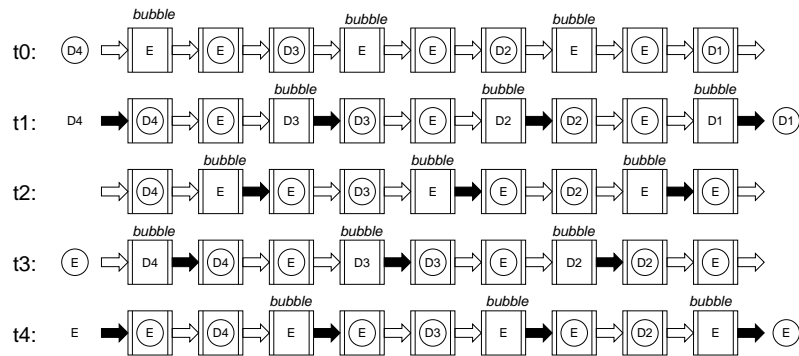 bubble bubble bubble
t0: D4 E E D3 E E D2 E E D1
bubble bubble bubble
t1: D4 D4 E D3 D3 E D2 D2 E D1 D1
bubble bubble bubble
t2: D4 E E D3 E E D2 E E
bubble bubble bubble
t3: E D4 D4 E D3 D3 E D2 D2 E
bubble bubble bubble
t4: E E D4 E E D3 E E D2 E E